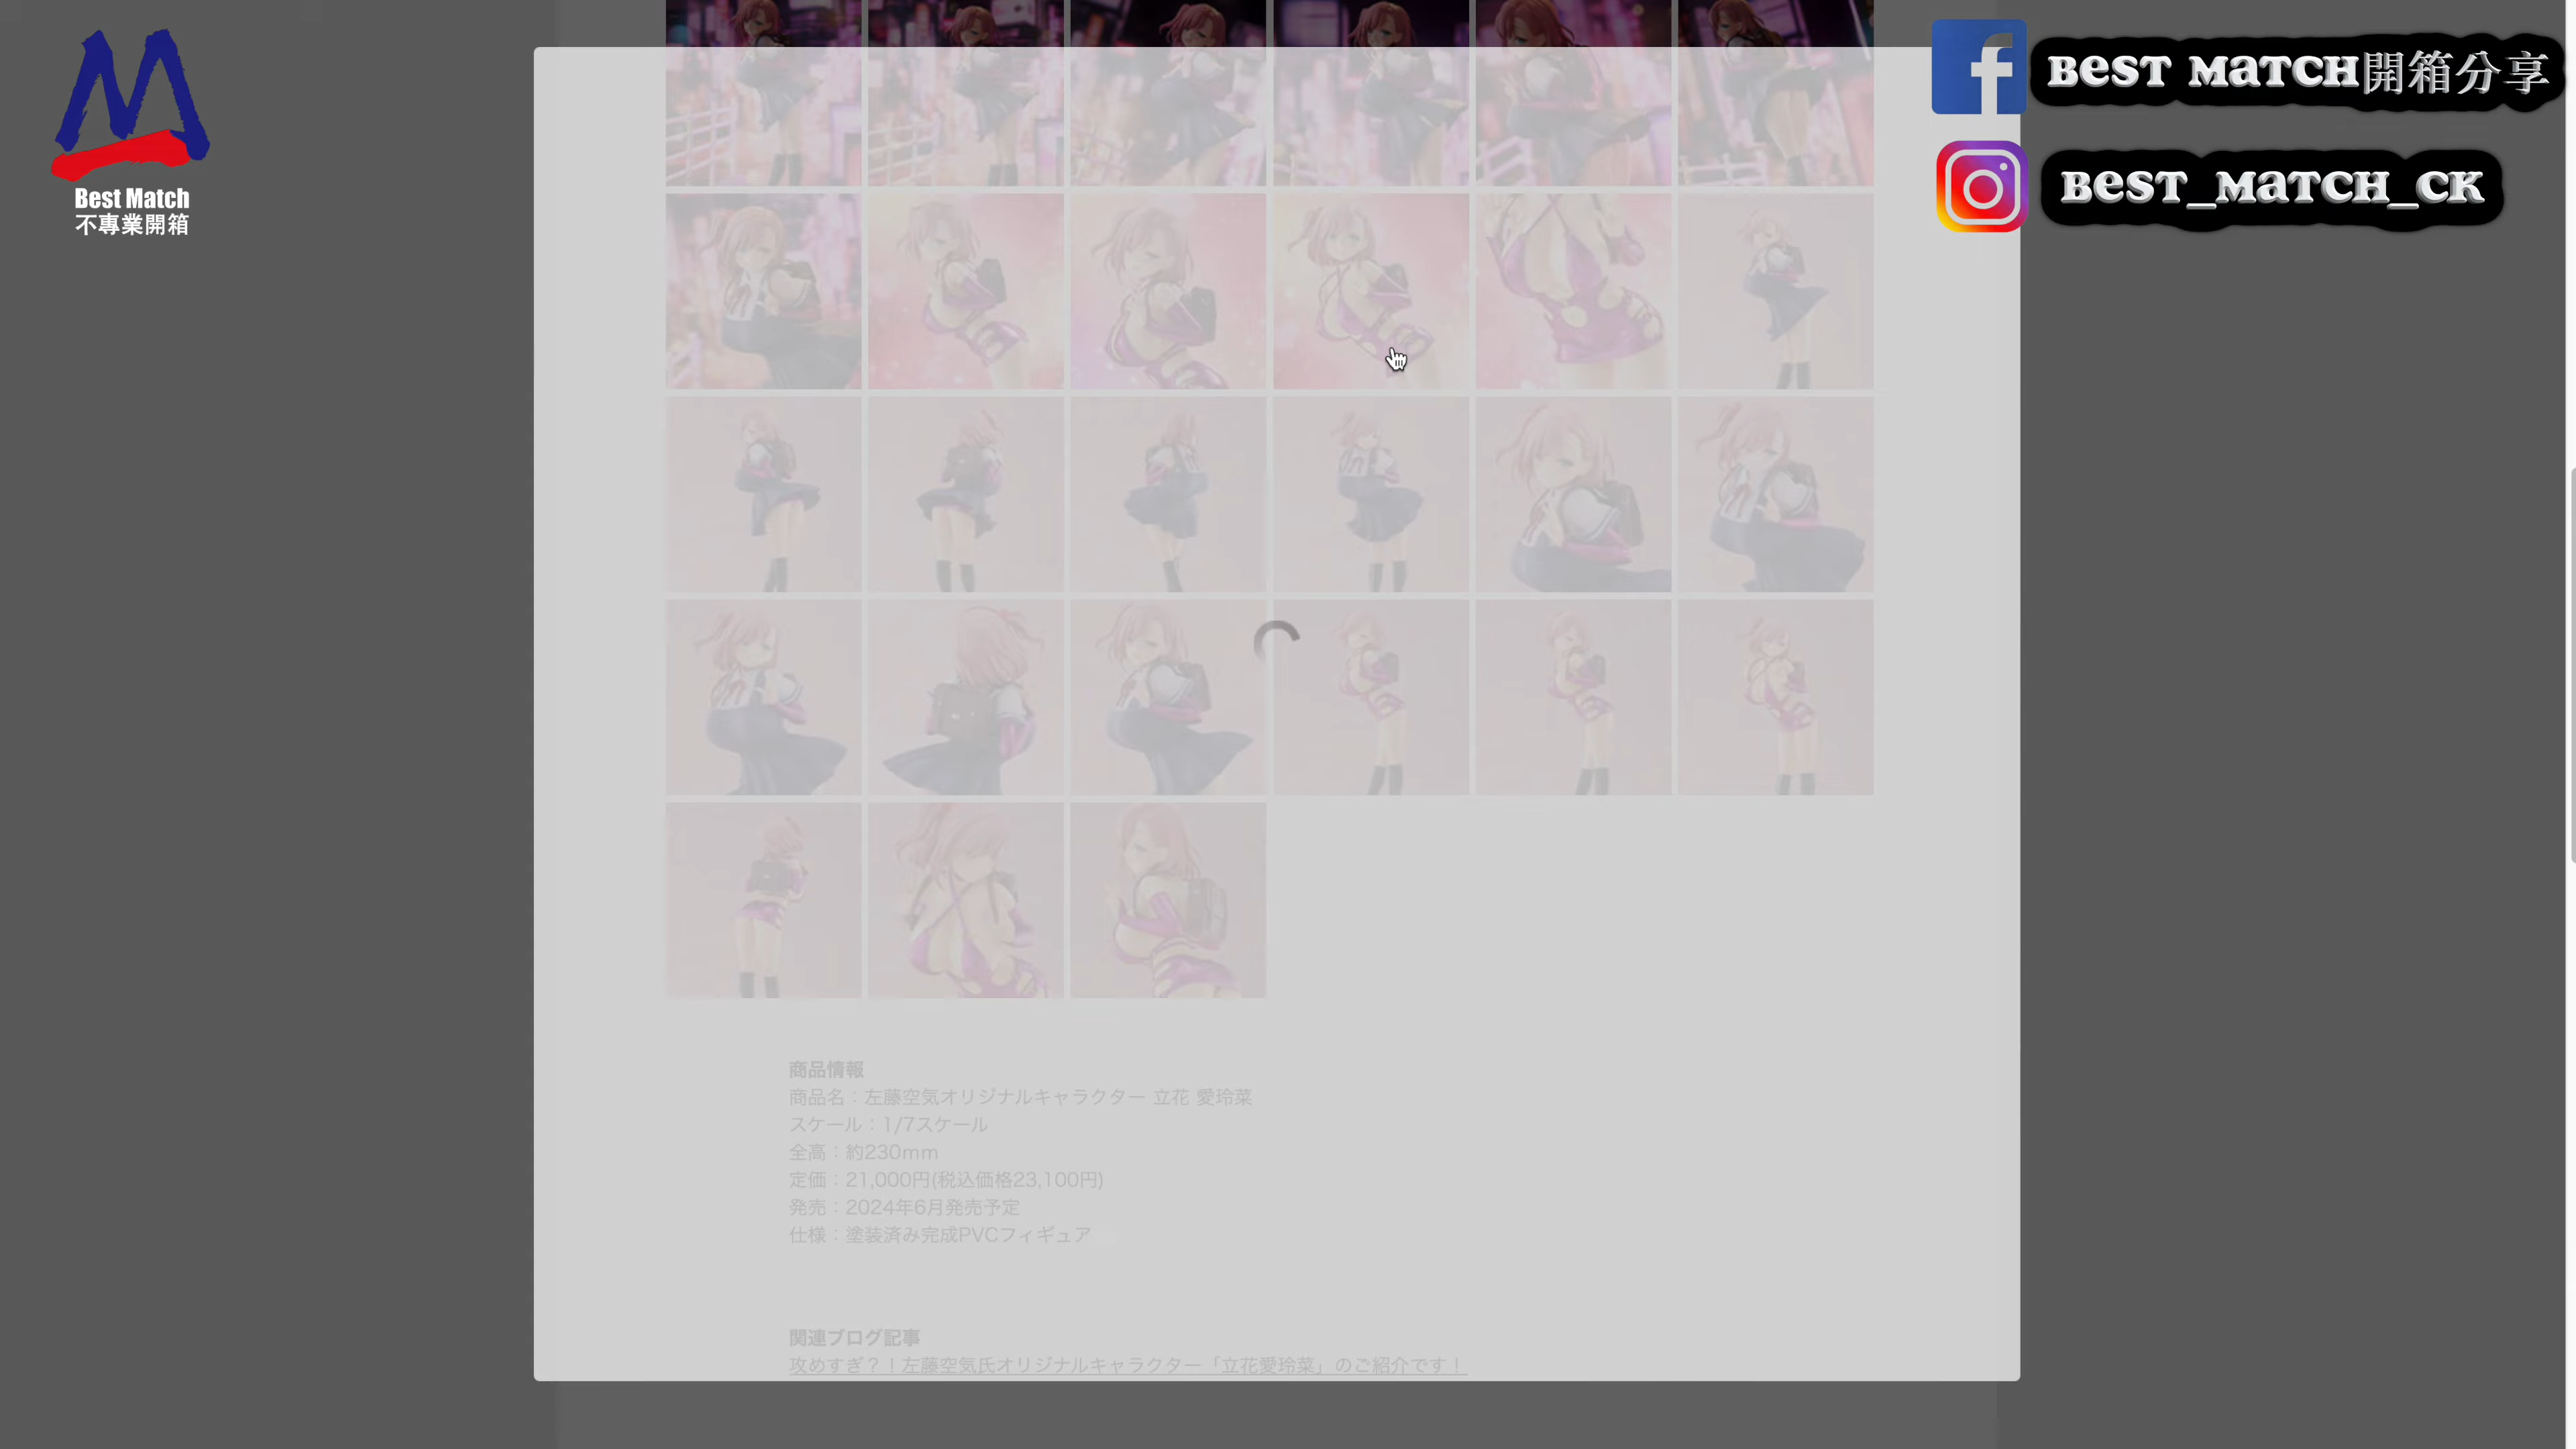 Best Match
不專業開箱
BEST MATCH開箱分享
BEST_MATCH_CK
商品情報
商品名：左藤空気オリジナルキャラクター 立花 愛玲菜
スケール：1/7スケール
全高：約230mm
定価：21,000円(税込価格23,100円)
発売：2024年6月発売予定
仕様：塗装済み完成PVCフィギュア
関連ブログ記事
攻めすぎ？！左藤空気氏オリジナルキャラクター「立花愛玲菜」のご紹介です！